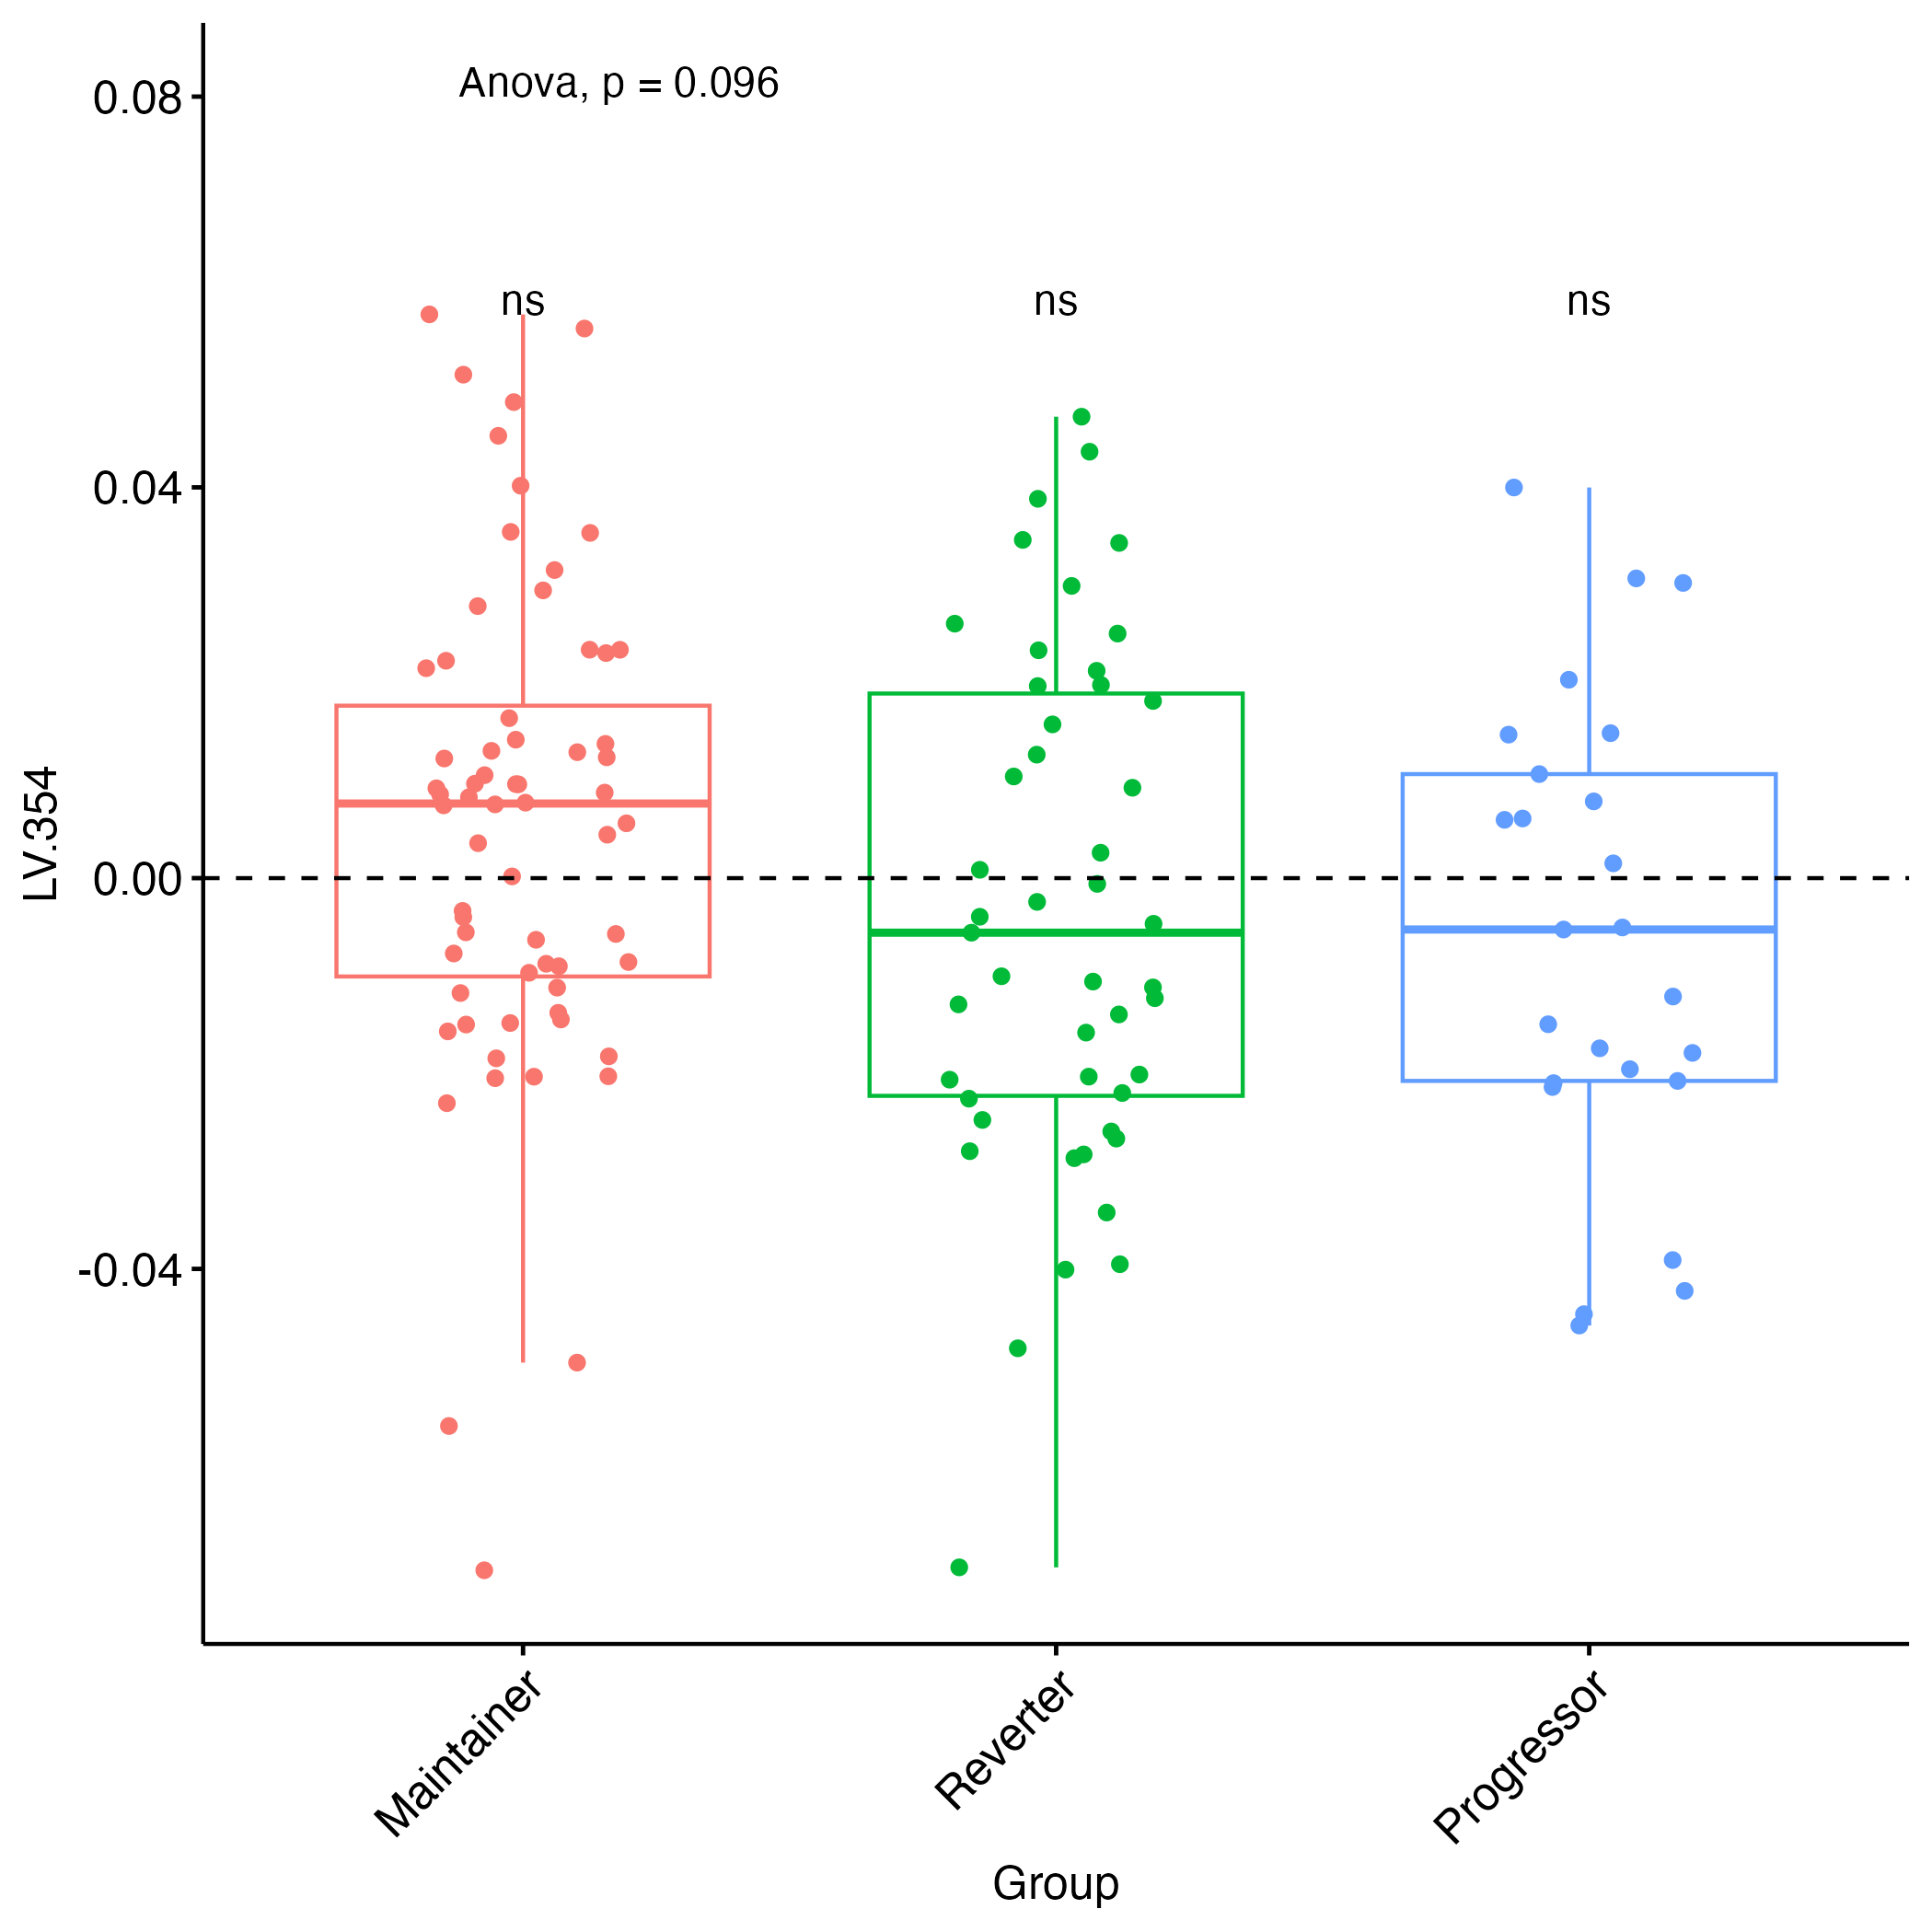 Anova, p = 0.096
0.08
ns ns ns
0.04
0.00
-0.04
LV.354
Maintainer
Reverter
Progressor
Group